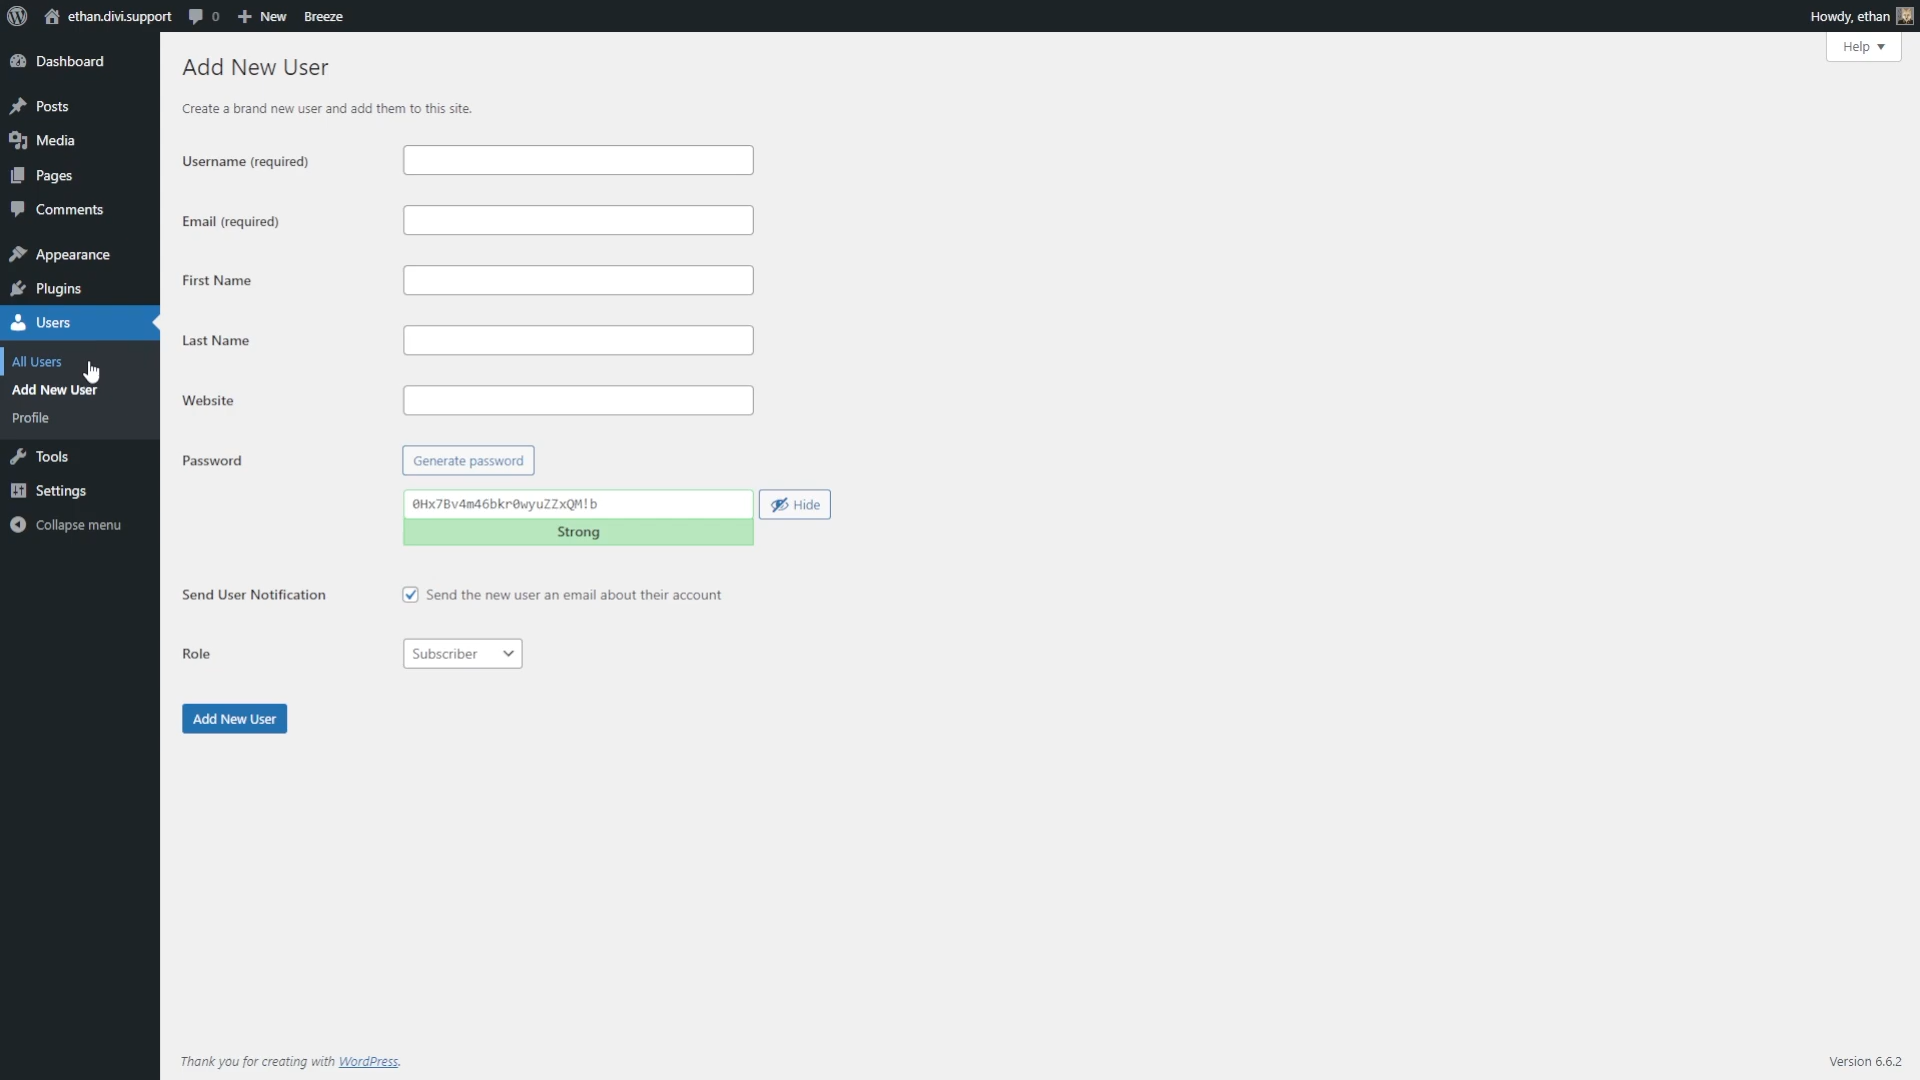 ethan.divi.support 0 New Breeze Howdy, ethan
Help
Dashboard
Posts
Media
Pages
Comments
Appearance
Plugins
Users
All Users
Add New User
Profile
Tools
Settings
Collapse menu
Add New User
Create a brand new user and add them to this site.
Username (required)
Email (required)
First Name
Last Name
Website
Password Generate password
0Hx7Bv4m46bkr0wyuZZxQM!b Hide
Strong
Send User Notification Send the new user an email about their account
Role Subscriber
Add New User
Thank you for creating with WordPress. Version 6.6.2